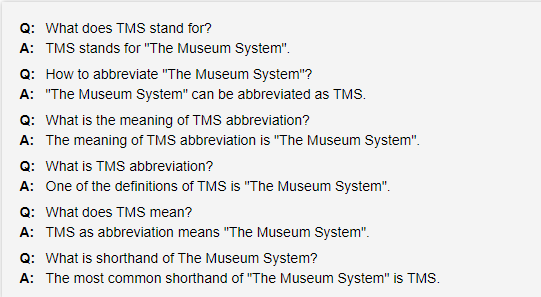 Q: What does TMS stand for?
A: TMS stands for "The Museum System".
Q: How to abbreviate "The Museum System"?
A: "The Museum System" can be abbreviated as TMS.
Q: What is the meaning of TMS abbreviation?
A: The meaning of TMS abbreviation is "The Museum System".
Q: What is TMS abbreviation?
A: One of the definitions of TMS is "The Museum System".
Q: What does TMS mean?
A: TMS as abbreviation means "The Museum System".
Q: What is shorthand of The Museum System?
A: The most common shorthand of "The Museum System" is TMS.